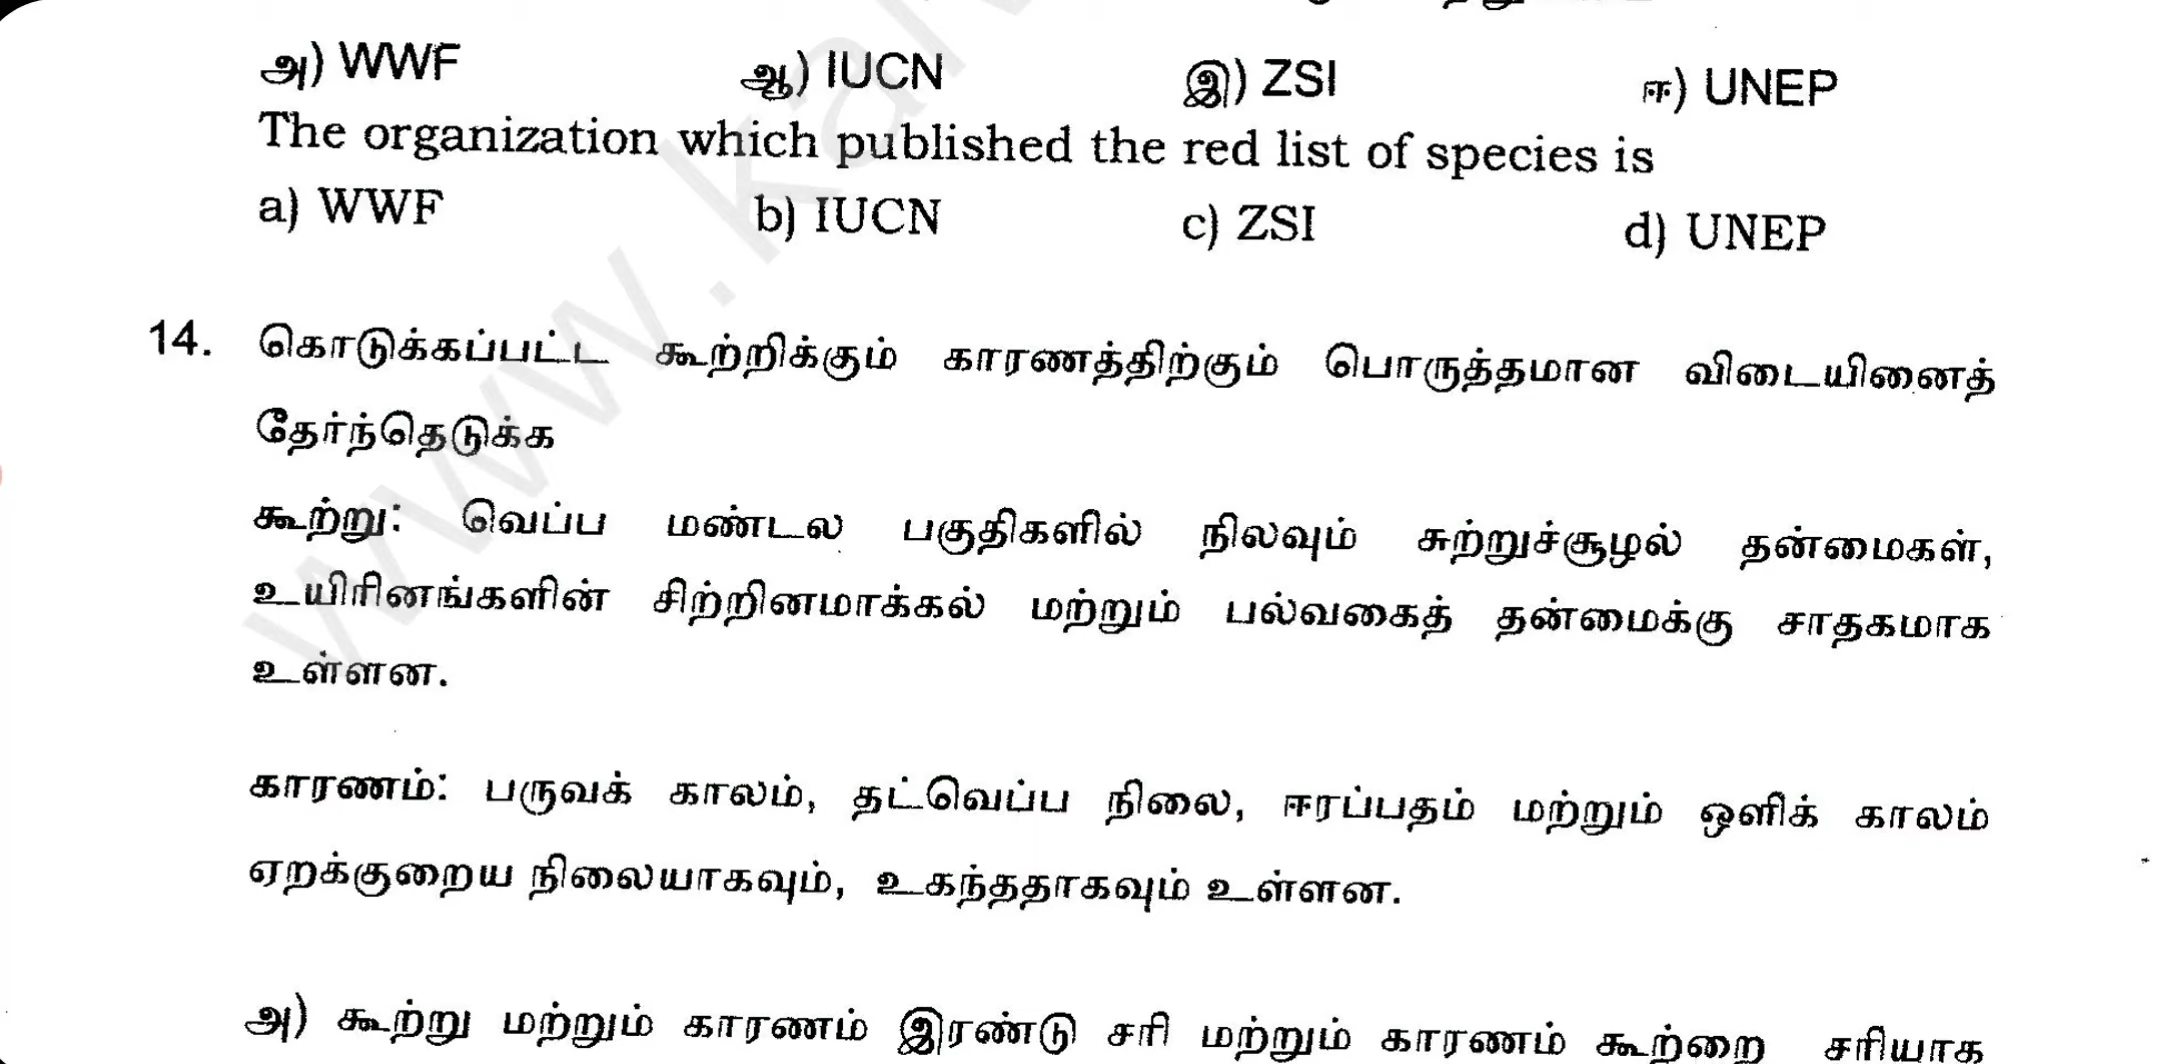 அ) WWF ஆ) IUCN இ) ZSI ஈ) UNEP
The organization which published the red list of species is
a) WWF b) IUCN c) ZSI d) UNEP
14. கொடுக்கப்பட்ட கூற்றிக்கும் காரணத்திற்கும் பொருத்தமான விடையினைத்
தேர்ந்தெடுக்க
கூற்று: வெப்ப மண்டல பகுதிகளில் நிலவும் சுற்றுச்சூழல் தன்மைகள்,
உயிரினங்களின் சிற்றினமாக்கல் மற்றும் பல்வகைத் தன்மைக்கு சாதகமாக
உள்ளன.
காரணம்: பருவக் காலம், தட்வெப்ப நிலை, ஈரப்பதம் மற்றும் ஒளிக் காலம்
ஏறக்குறைய நிலையாகவும், உகந்ததாகவும் உள்ளன.
அ) கூற்று மற்றும் காரணம் இரண்டு சரி மற்றும் காரணம் கூற்றை சரியாக